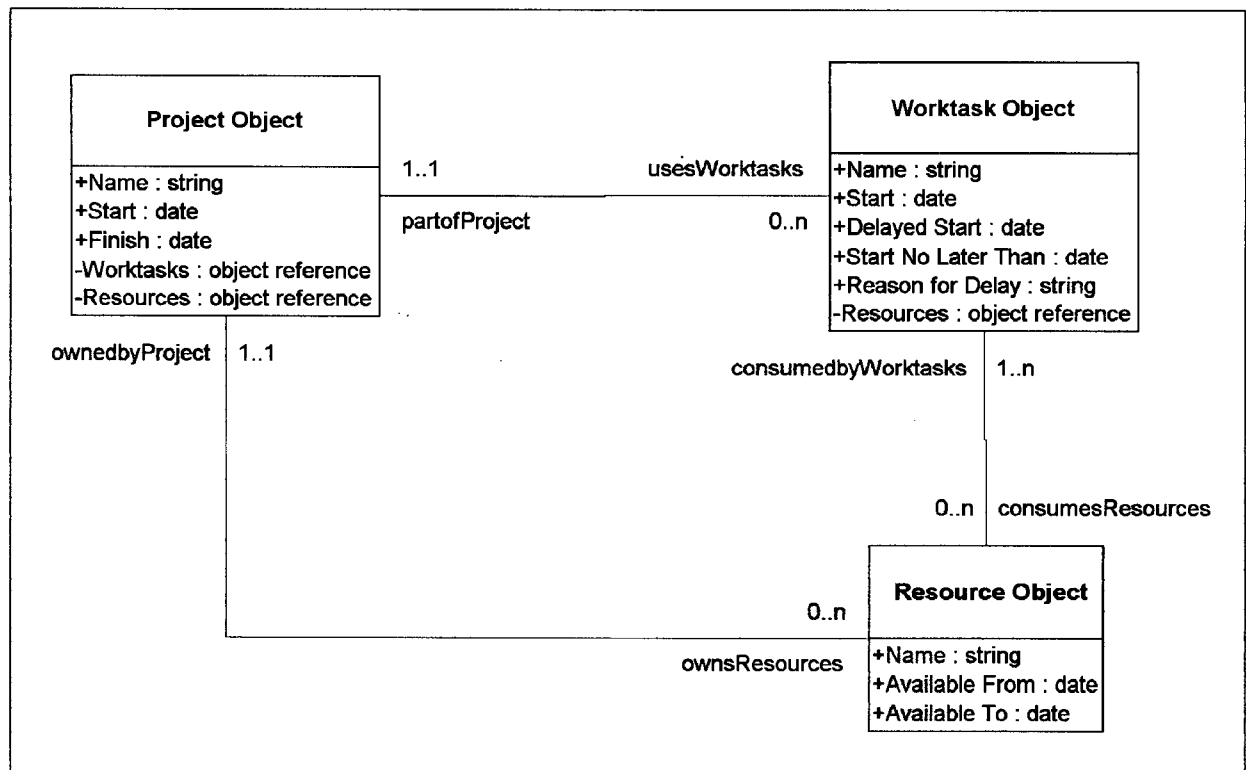 Project Object
+Name : string
+Start : date
+Finish : date
-Worktasks : object reference
-Resources : object reference
1..1
usesWorktasks
partofProject
0..n
Worktask Object
+Name : string
+Start : date
+Delayed Start : date
+Start No Later Than : date
+Reason for Delay : string
-Resources : object reference
ownedbyProject
1..1
consumedbyWorktasks
1..n
0..n
consumesResources
0..n
ownsResources
Resource Object
+Name : string
+Available From : date
+Available To : date